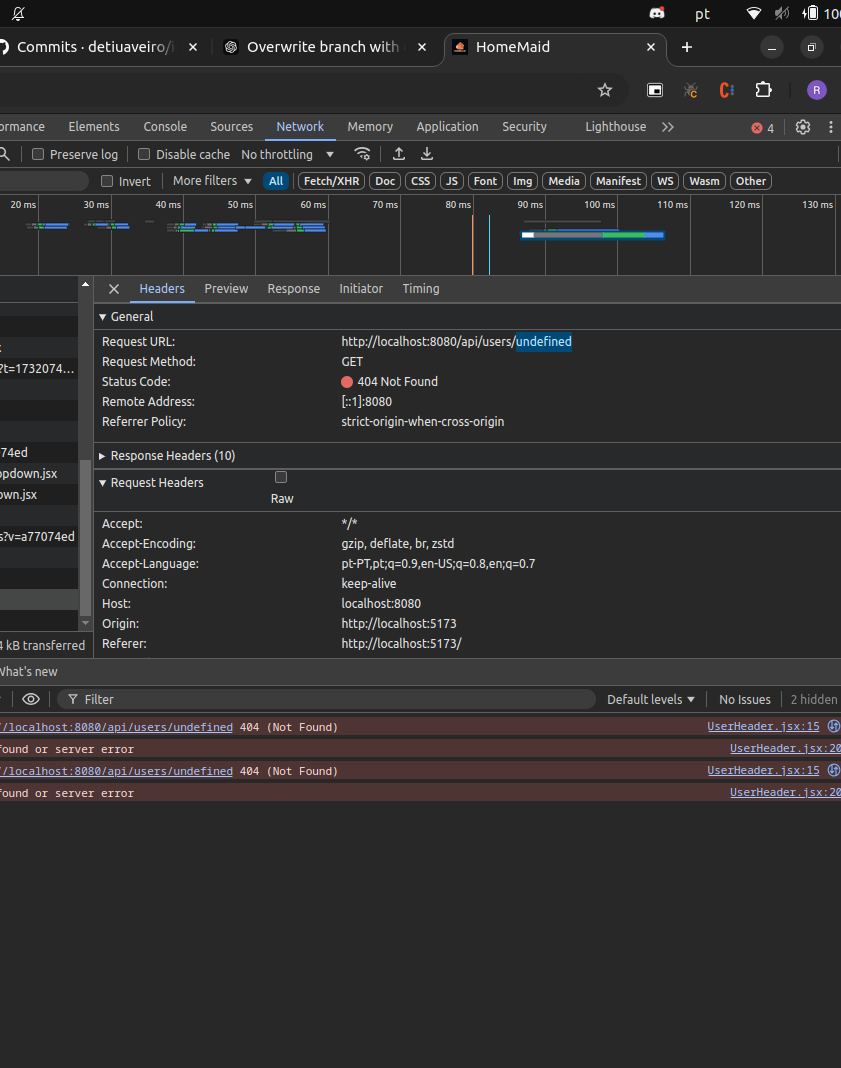 pt
100
Commits · detiuaveiro/i
Overwrite branch with
HomeMaid
R
ormance Elements Console Sources Network Memory Application Security Lighthouse 4
Preserve log Disable cache No throttling
Invert More filters All Fetch/XHR Doc CSS JS Font Img Media Manifest WS Wasm Other
20 ms 30 ms 40 ms 50 ms 60 ms 70 ms 80 ms 90 ms 100 ms 110 ms 120 ms 130 ms
Headers Preview Response Initiator Timing
General
Request URL: http://localhost:8080/api/users/undefined
Request Method: GET
?t=1732074...
Status Code: 404 Not Found
Remote Address: [::1]:8080
Referrer Policy: strict-origin-when-cross-origin
74ed
Response Headers (10)
opdown.jsx
Request Headers
own.jsx
Raw
Accept: */*
s?v=a77074ed
Accept-Encoding: gzip, deflate, br, zstd
Accept-Language: pt-PT,pt;q=0.9,en-US;q=0.8,en;q=0.7
Connection: keep-alive
Host: localhost:8080
Origin: http://localhost:5173
4 kB transferred
Referer: http://localhost:5173/
What's new
Filter Default levels No Issues 2 hidden
//localhost:8080/api/users/undefined 404 (Not Found) UserHeader.jsx:15
found or server error UserHeader.jsx:20
//localhost:8080/api/users/undefined 404 (Not Found) UserHeader.jsx:15
found or server error UserHeader.jsx:20